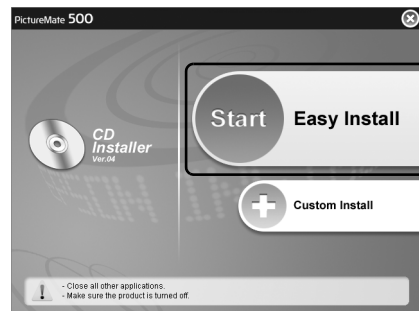 PictureMate 500
CD
Installer
Ver.04
Start
Easy Install
Custom Install
- Close all other applications.
- Make sure the product is turned off.